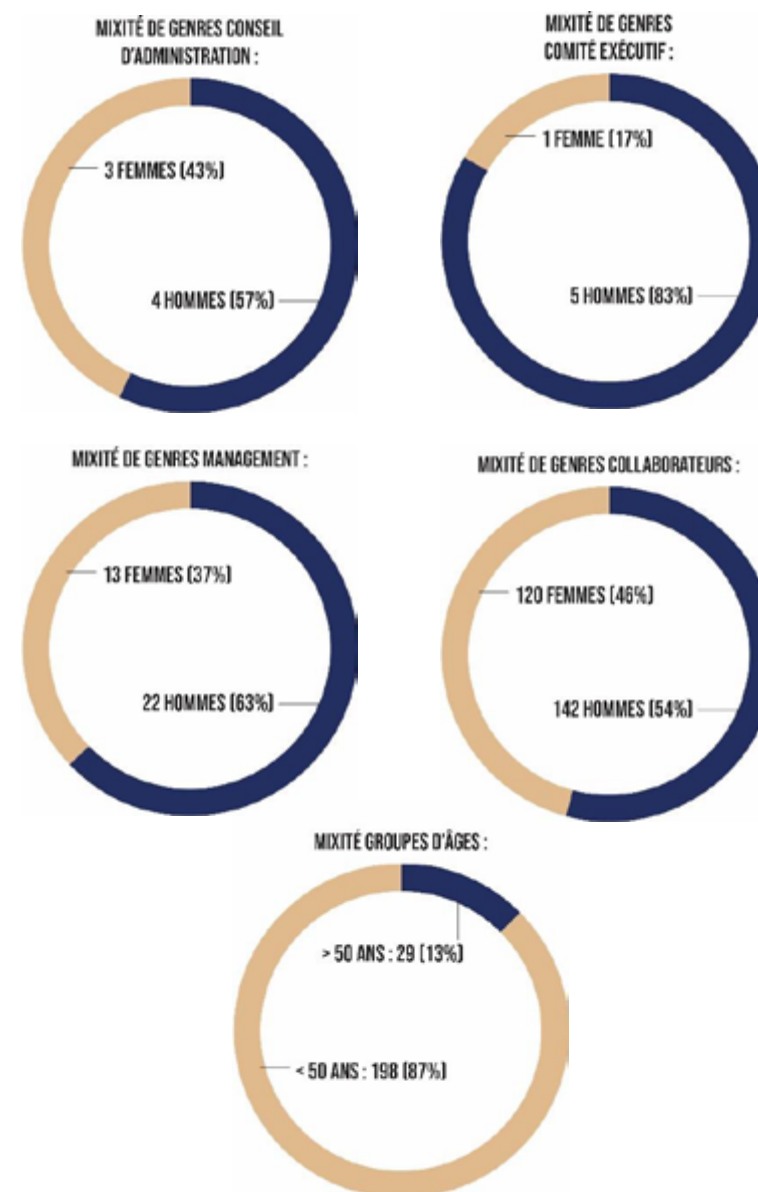 MIXITÉ DE GENRES CONSEIL
D'ADMINISTRATION :
3 FEMMES (43%)
4 HOMMES (57%)
MIXITÉ DE GENRES
COMITÉ EXÉCUTIF :
1 FEMME (17%)
5 HOMMES (83%)
MIXITÉ DE GENRES MANAGEMENT :
13 FEMMES (37%)
22 HOMMES (63%)
MIXITÉ DE GENRES COLLABORATEURS :
120 FEMMES (46%)
142 HOMMES (54%)
MIXITÉ GROUPES D'ÂGES :
> 50 ANS : 29 (13%)
< 50 ANS : 198 (87%)